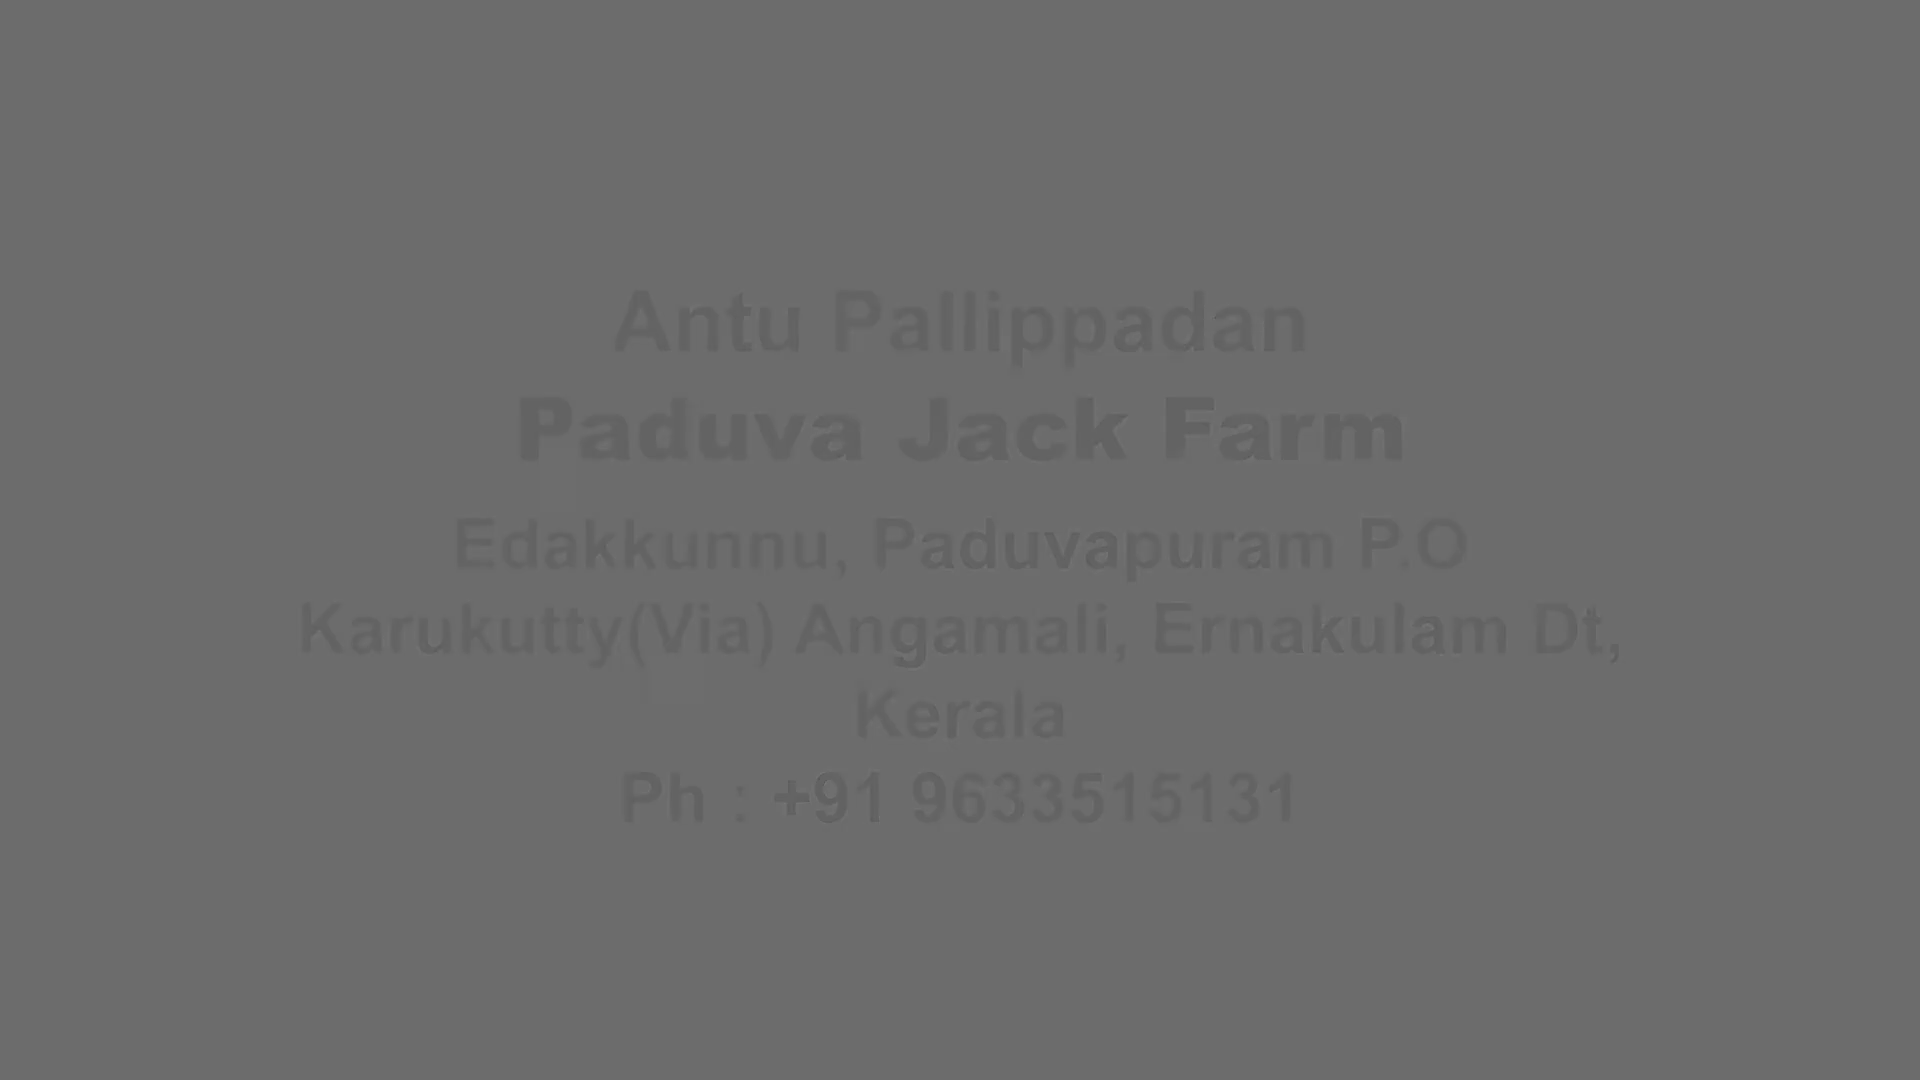 Antu Pallippadan
Paduva Jack Farm
Edakkunnu, Paduvapuram P.O
Karukutty(Via) Angamali, Ernakulam Dt,
Kerala
Ph : +91 9633515131